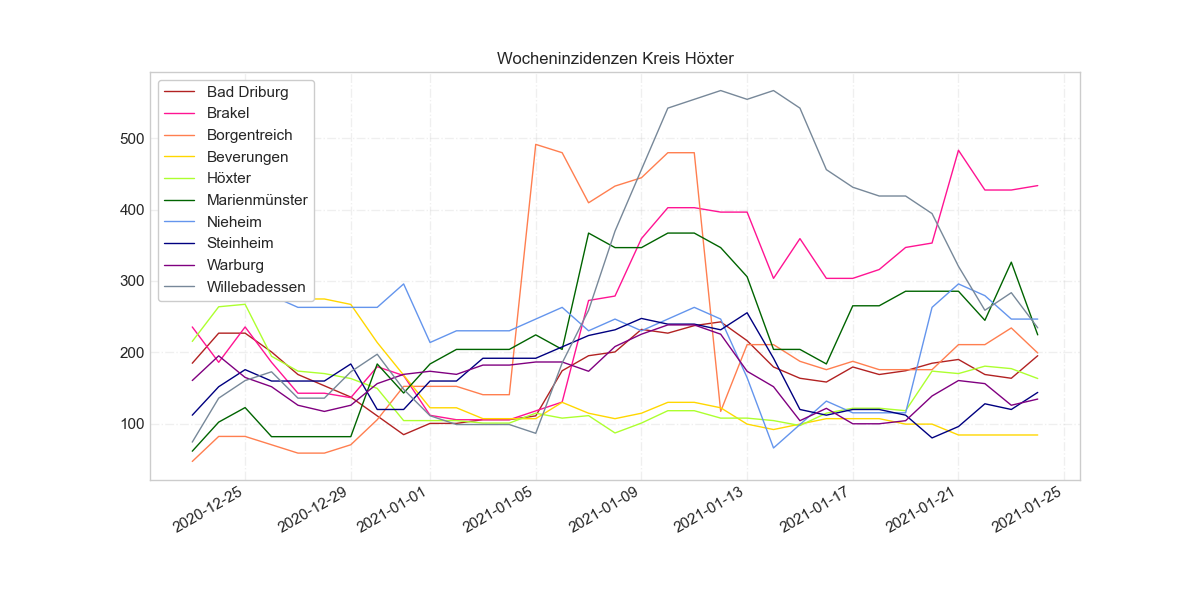 Wocheninzidenzen Kreis Höxter
Bad Driburg
Brakel
Borgentreich
Beverungen
Höxter
Marienmünster
Nieheim
Steinheim
Warburg
Willebadessen
500
400
300
200
100
2020-12-25
2020-12-29
2021-01-01
2021-01-05
2021-01-09
2021-01-13
2021-01-17
2021-01-21
2021-01-25